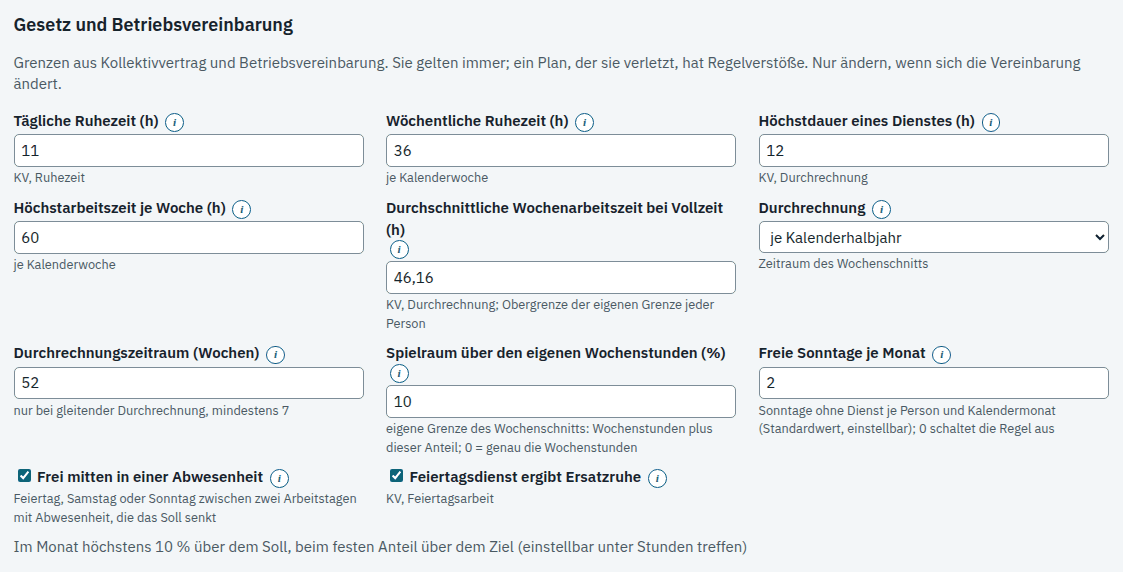 Gesetz und Betriebsvereinbarung
Grenzen aus Kollektivvertrag und Betriebsvereinbarung. Sie gelten immer; ein Plan, der sie verletzt, hat Regelverstöße. Nur ändern, wenn sich die Vereinbarung
ändert.
Tägliche Ruhezeit (h) i
11
KV, Ruhezeit
Wöchentliche Ruhezeit (h) i
36
je Kalenderwoche
Höchstdauer eines Dienstes (h) i
12
KV, Durchrechnung
Höchstarbeitszeit je Woche (h) i
60
je Kalenderwoche
Durchschnittliche Wochenarbeitszeit bei Vollzeit
(h)
i
46,16
KV, Durchrechnung; Obergrenze der eigenen Grenze jeder
Person
Durchrechnung i
je Kalenderhalbjahr
Zeitraum des Wochenschnitts
Durchrechnungszeitraum (Wochen) i
52
nur bei gleitender Durchrechnung, mindestens 7
Spielraum über den eigenen Wochenstunden (%)
i
10
eigene Grenze des Wochenschnitts: Wochenstunden plus
dieser Anteil; 0 = genau die Wochenstunden
Freie Sonntage je Monat i
2
Sonntage ohne Dienst je Person und Kalendermonat
(Standardwert, einstellbar); 0 schaltet die Regel aus
Frei mitten in einer Abwesenheit i
Feiertag, Samstag oder Sonntag zwischen zwei Arbeitstagen
mit Abwesenheit, die das Soll senkt
Feiertagsdienst ergibt Ersatzruhe i
KV, Feiertagsarbeit
Im Monat höchstens 10 % über dem Soll, beim festen Anteil über dem Ziel (einstellbar unter Stunden treffen)